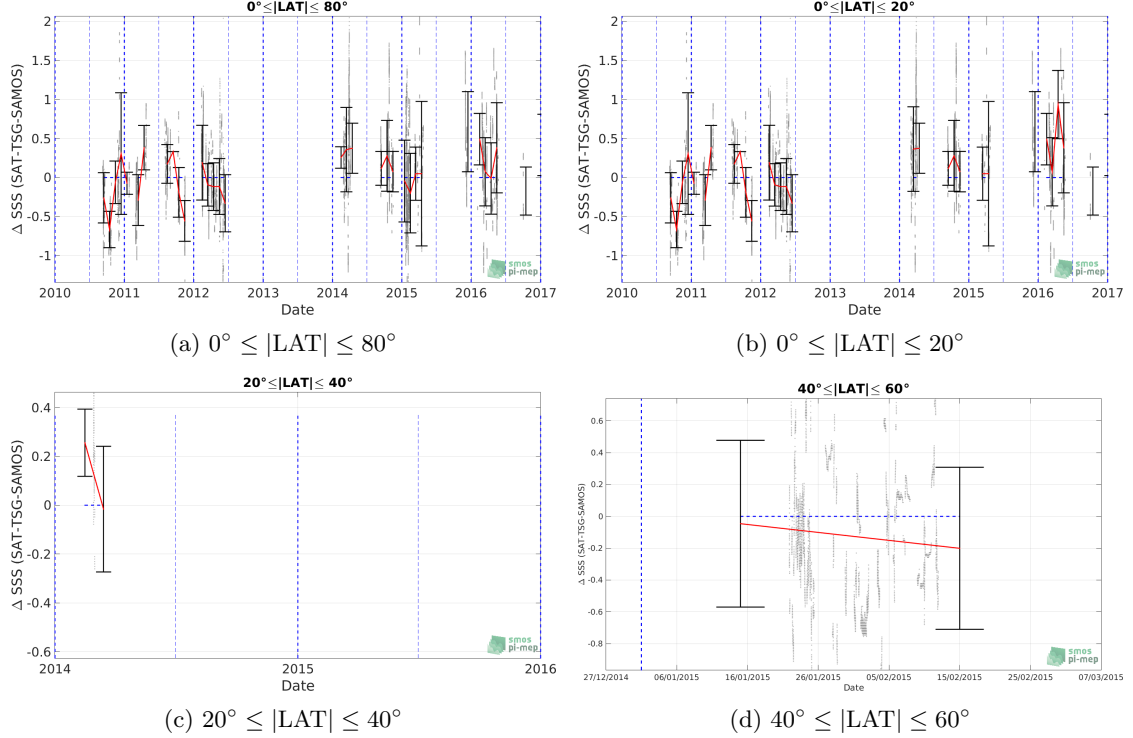 0°≤|LAT|≤ 80°
Δ SSS (SAT-TSG-SAMOS)
2
1.5
1
0.5
0
-0.5
-1
2010 2011 2012 2013 2014 2015 2016 2017
Date
smos
pi-mep
(a) 0° ≤ |LAT| ≤ 80°
0°≤|LAT|≤ 20°
Δ SSS (SAT-TSG-SAMOS)
2
1.5
1
0.5
0
-0.5
-1
2010 2011 2012 2013 2014 2015 2016 2017
Date
smos
pi-mep
(b) 0° ≤ |LAT| ≤ 20°
20°≤|LAT|≤ 40°
Δ SSS (SAT-TSG-SAMOS)
0.4
0.2
0
-0.2
-0.4
-0.6
2014 2015 2016
Date
smos
pi-mep
(c) 20° ≤ |LAT| ≤ 40°
40°≤|LAT|≤ 60°
Δ SSS (SAT-TSG-SAMOS)
0.6
0.4
0.2
0
-0.2
-0.4
-0.6
-0.8
27/12/2014 06/01/2015 16/01/2015 26/01/2015 05/02/2015 15/02/2015 25/02/2015 07/03/2015
Date
smos
pi-mep
(d) 40° ≤ |LAT| ≤ 60°